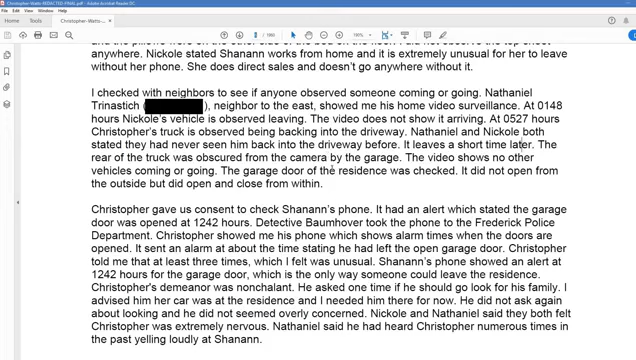 Christopher-Watts REDACTED-FINAL.pdf - Adobe Acrobat Reader DC
File Edit View Window Help
Home Tools Christopher-Watts-...
and the pillows were on the other side of the bed on the floor I did not observe the top sheet
anywhere. Nickole stated Shanann works from home and it is extremely unusual for her to leave
without her phone. She does direct sales and doesn't go anywhere without it.
I checked with neighbors to see if anyone observed someone coming or going. Nathaniel
Trinastich ( ), neighbor to the east, showed me his home video surveillance. At 0148
hours Nickole's vehicle is observed leaving. The video does not show it arriving. At 0527 hours
Christopher's truck is observed being backing into the driveway. Nathaniel and Nickole both
stated they had never seen him back into the driveway before. It leaves a short time later. The
rear of the truck was obscured from the camera by the garage. The video shows no other
vehicles coming or going. The garage door of the residence was checked. It did not open from
the outside but did open and close from within.
Christopher gave us consent to check Shanann's phone. It had an alert which stated the garage
door was opened at 1242 hours. Detective Baumhover took the phone to the Frederick Police
Department. Christopher showed me his phone which shows alarm times when the doors are
opened. It sent an alarm at about the time stating he had left the open garage door. Christopher
told me that at least three times, which I felt was unusual. Shanann's phone showed an alert at
1242 hours for the garage door, which is the only way someone could leave the residence.
Christopher's demeanor was nonchalant. He asked one time if he should go look for his family. I
advised him her car was at the residence and I needed him there for now. He did not ask again
about looking and he did not seemed overly concerned. Nickole and Nathaniel said they both felt
Christopher was extremely nervous. Nathaniel said he had heard Christopher numerous times in
the past yelling loudly at Shanann.